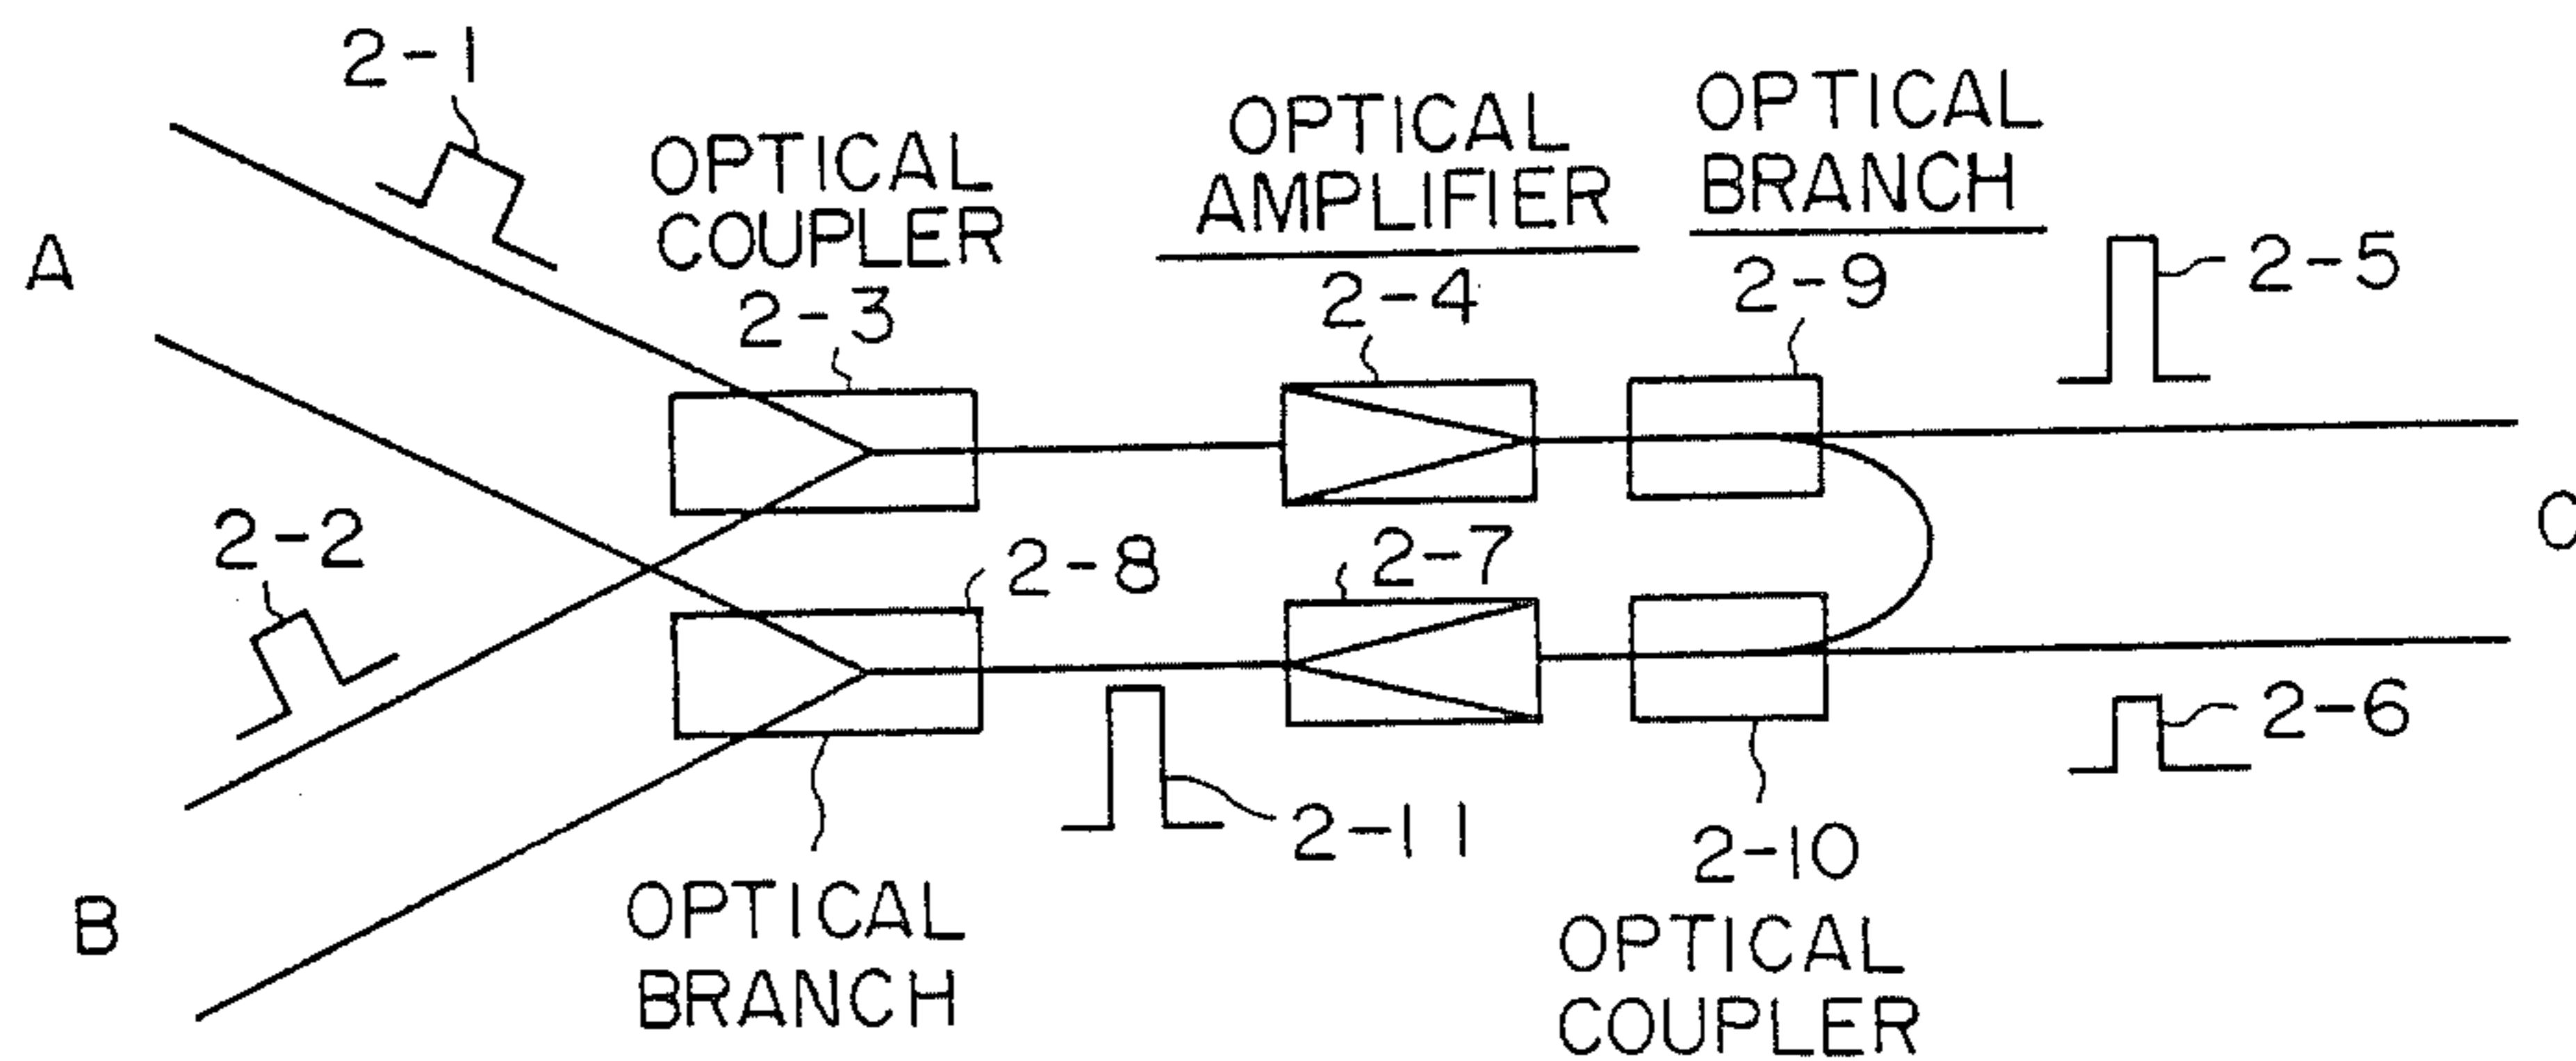 2-1
A
OPTICAL
COUPLER
2-3
OPTICAL
AMPLIFIER
2-4
OPTICAL
BRANCH
2-9
2-5
2-2
2-8
2-7
C
2-6
2-11
2-10
B
OPTICAL
BRANCH
OPTICAL
COUPLER